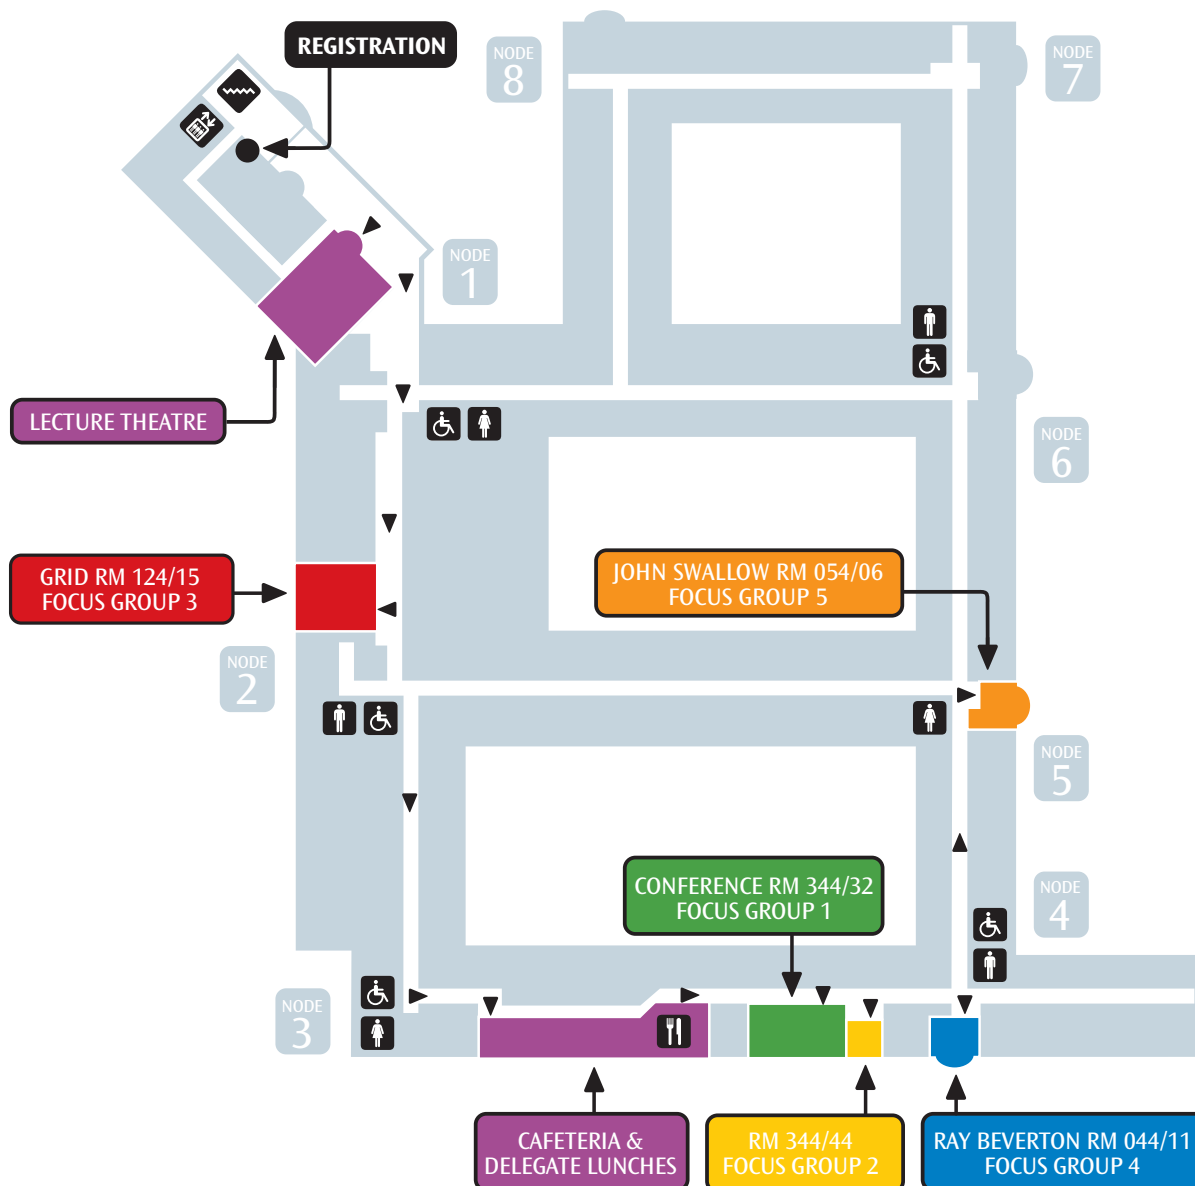 REGISTRATION
NODE
8
NODE
7
NODE
1
LECTURE THEATRE
NODE
6
GRID RM 124/15
FOCUS GROUP 3
JOHN SWALLOW RM 054/06
FOCUS GROUP 5
NODE
2
NODE
5
CONFERENCE RM 344/32
FOCUS GROUP 1
NODE
4
NODE
3
CAFETERIA &
DELEGATE LUNCHES
RM 344/44
FOCUS GROUP 2
RAY BEVERTON RM 044/11
FOCUS GROUP 4